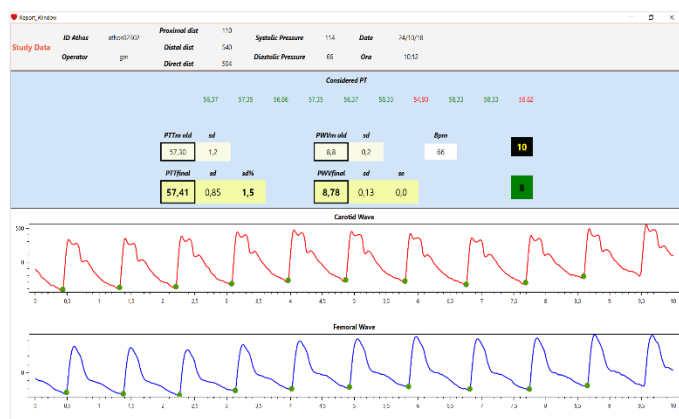 Report_Window
Study Data
ID Athos athos02302 Proximal dist 110 Systolic Pressure 114 Date 24/10/18
Operator gm Distal dist 540 Diastolic Pressure 66 Ora 10:12
Direct dist 504
Considered PT
56,37 57,35 56,86 57,35 56,37 58,33 54,93 58,33 58,33 59,82
PTTm old sd PWVm old sd Bpm
57,30 1,2 8,8 0,2 66 10
PTTfinal sd sd% PWVfinal sd se
57,41 0,85 1,5 8,78 0,13 0,0 8
Carotid Wave
500
0
0 0,5 1 1,5 2 2,5 3 3,5 4 4,5 5 5,5 6 6,5 7 7,5 8 8,5 9 9,5 10
Femoral Wave
0
0 0,5 1 1,5 2 2,5 3 3,5 4 4,5 5 5,5 6 6,5 7 7,5 8 8,5 9 9,5 10